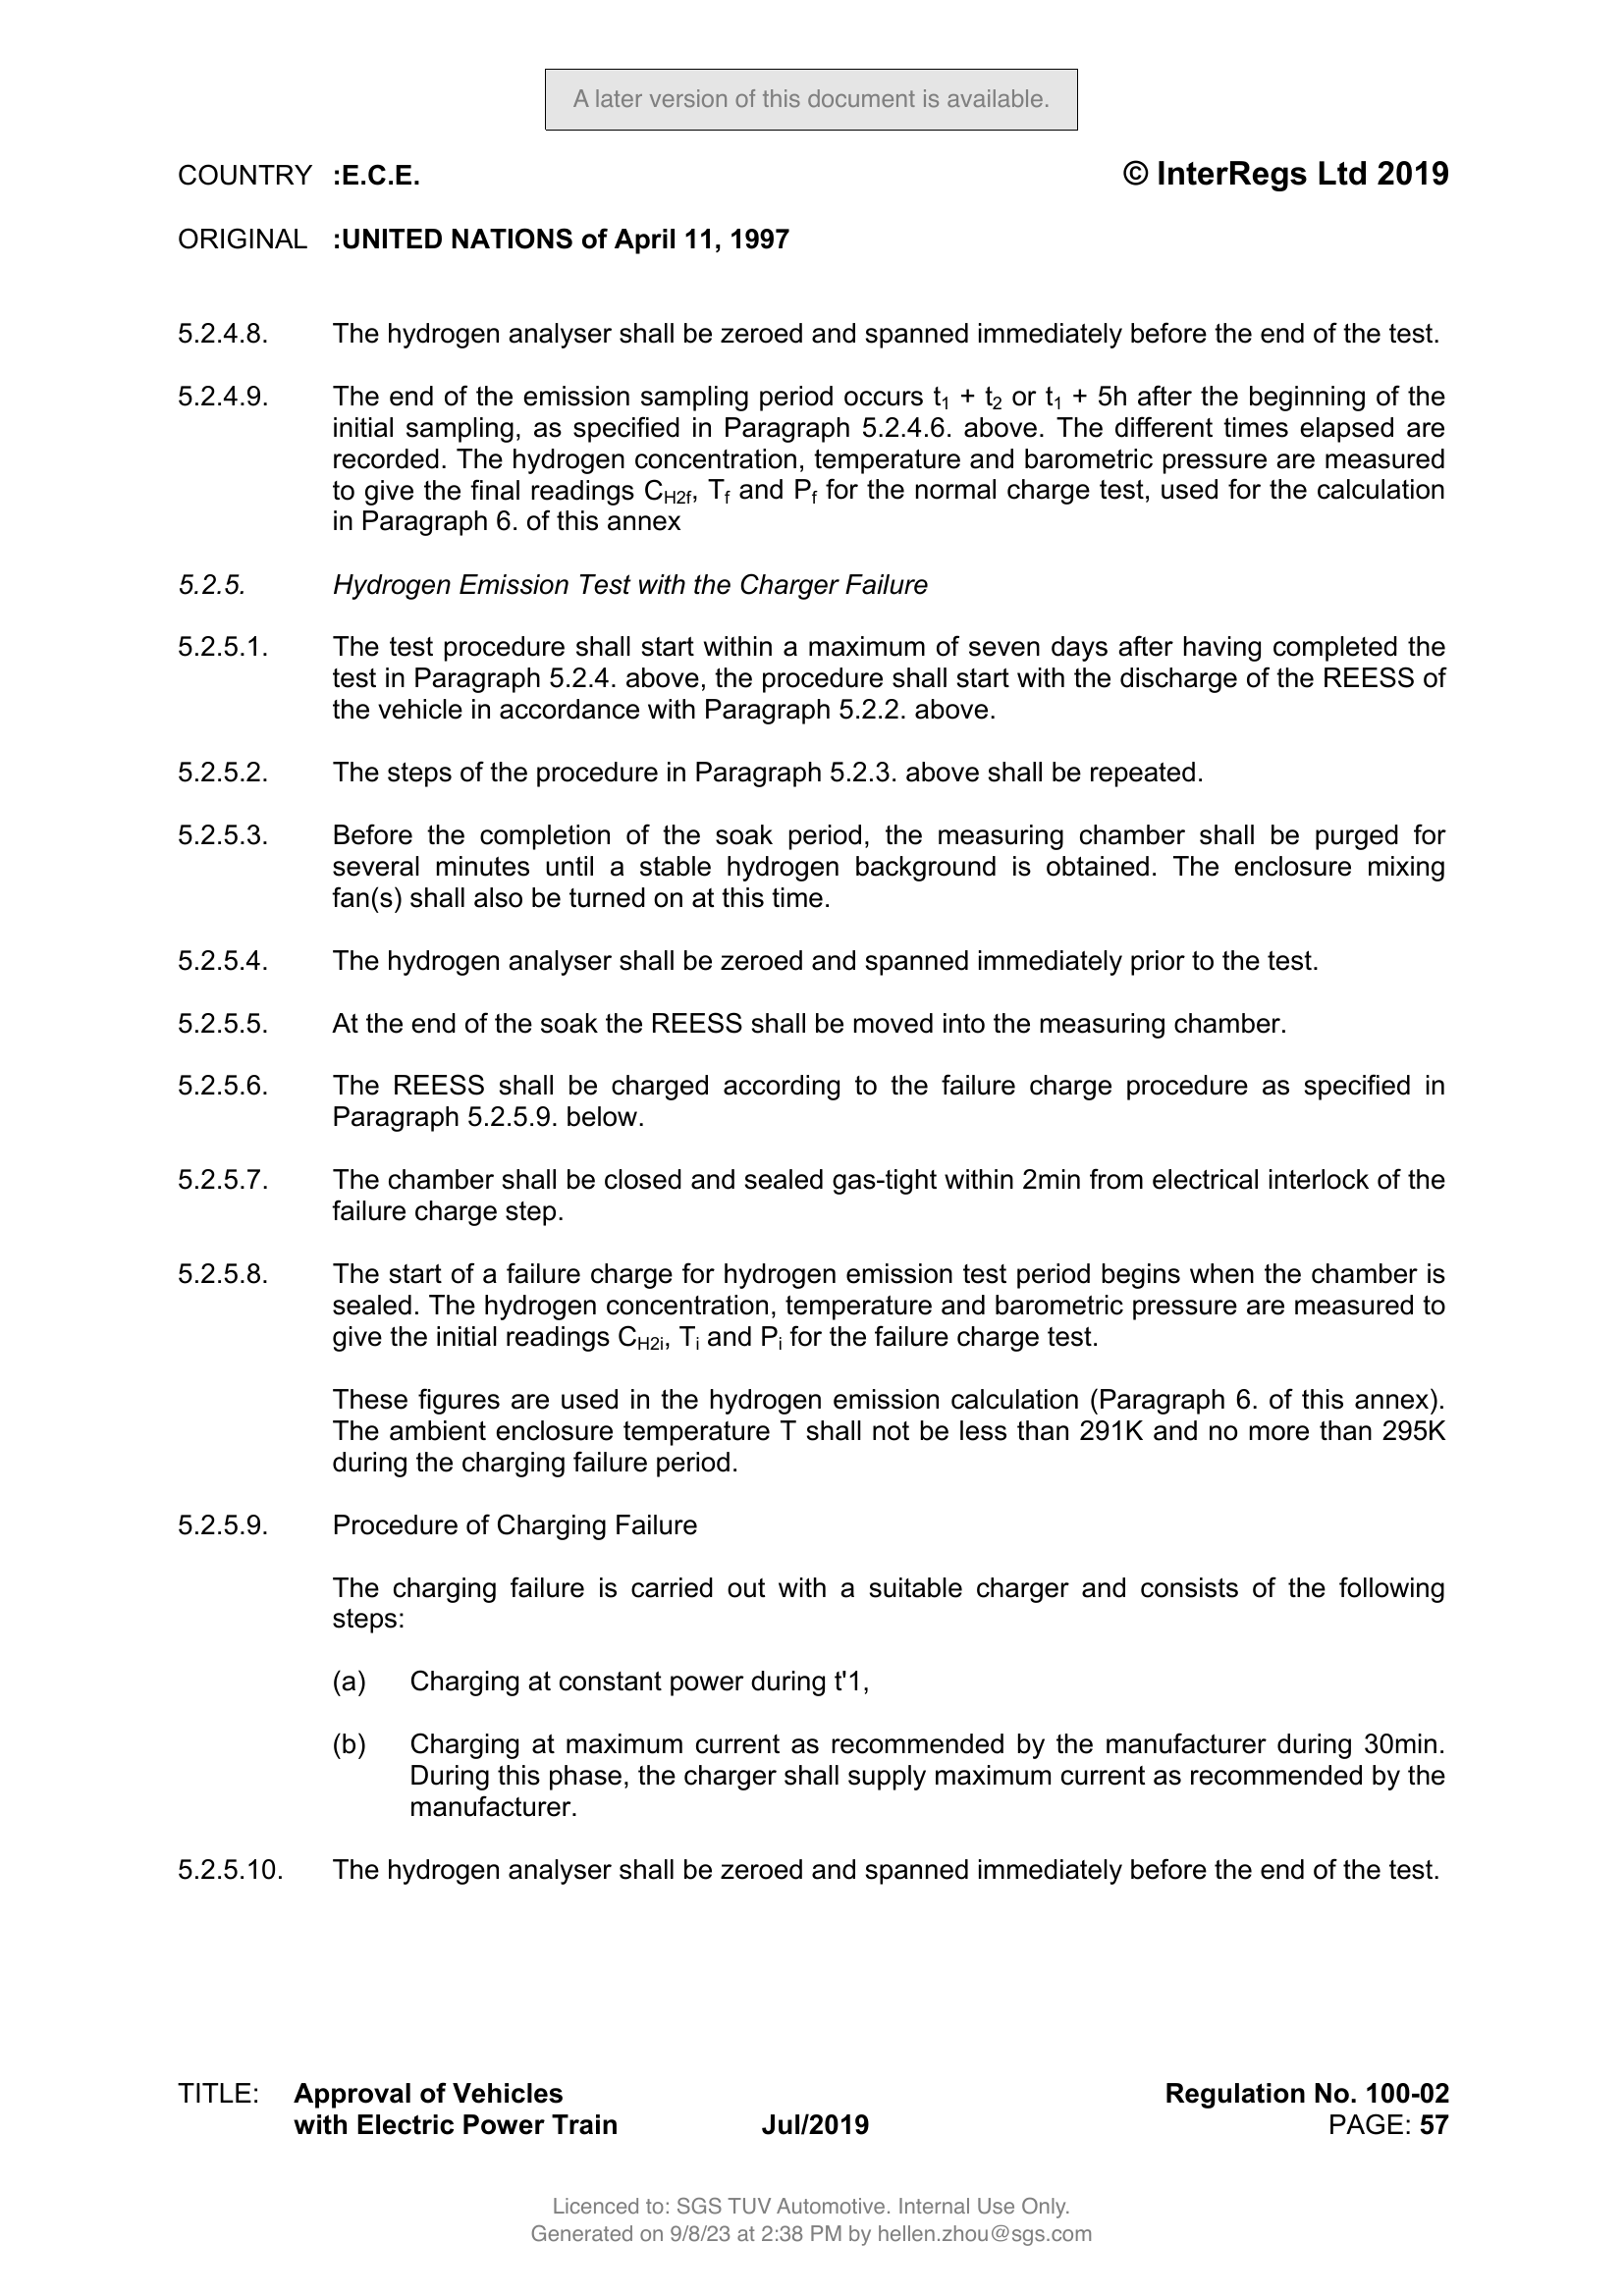 A later version of this document is available.
COUNTRY :E.C.E. © InterRegs Ltd 2019
ORIGINAL :UNITED NATIONS of April 11, 1997
5.2.4.8. The hydrogen analyser shall be zeroed and spanned immediately before the end of the test.
5.2.4.9. The end of the emission sampling period occurs t1 + t2 or t1 + 5h after the beginning of the
initial sampling, as specified in Paragraph 5.2.4.6. above. The different times elapsed are
recorded. The hydrogen concentration, temperature and barometric pressure are measured
to give the final readings CH2f, Tf and Pf for the normal charge test, used for the calculation
in Paragraph 6. of this annex
5.2.5. Hydrogen Emission Test with the Charger Failure
5.2.5.1. The test procedure shall start within a maximum of seven days after having completed the
test in Paragraph 5.2.4. above, the procedure shall start with the discharge of the REESS of
the vehicle in accordance with Paragraph 5.2.2. above.
5.2.5.2. The steps of the procedure in Paragraph 5.2.3. above shall be repeated.
5.2.5.3. Before the completion of the soak period, the measuring chamber shall be purged for
several minutes until a stable hydrogen background is obtained. The enclosure mixing
fan(s) shall also be turned on at this time.
5.2.5.4. The hydrogen analyser shall be zeroed and spanned immediately prior to the test.
5.2.5.5. At the end of the soak the REESS shall be moved into the measuring chamber.
5.2.5.6. The REESS shall be charged according to the failure charge procedure as specified in
Paragraph 5.2.5.9. below.
5.2.5.7. The chamber shall be closed and sealed gas-tight within 2min from electrical interlock of the
failure charge step.
5.2.5.8. The start of a failure charge for hydrogen emission test period begins when the chamber is
sealed. The hydrogen concentration, temperature and barometric pressure are measured to
give the initial readings CH2i, Ti and Pi for the failure charge test.
These figures are used in the hydrogen emission calculation (Paragraph 6. of this annex).
The ambient enclosure temperature T shall not be less than 291K and no more than 295K
during the charging failure period.
5.2.5.9. Procedure of Charging Failure
The charging failure is carried out with a suitable charger and consists of the following
steps:
(a) Charging at constant power during t'1,
(b) Charging at maximum current as recommended by the manufacturer during 30min.
During this phase, the charger shall supply maximum current as recommended by the
manufacturer.
5.2.5.10. The hydrogen analyser shall be zeroed and spanned immediately before the end of the test.
TITLE: Approval of Vehicles Regulation No. 100-02
with Electric Power Train Jul/2019 PAGE: 57
Licenced to: SGS TUV Automotive. Internal Use Only.
Generated on 9/8/23 at 2:38 PM by hellen.zhou@sgs.com